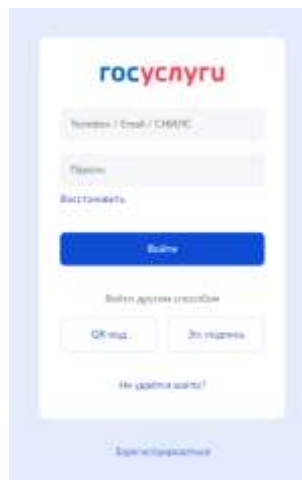 госуслуги
Телефон / Email / СНИЛС
Пароль
Восстановить
Войти
Войти другим способом
QR-код
Эл. подпись
Не удаётся войти?
Зарегистрироваться